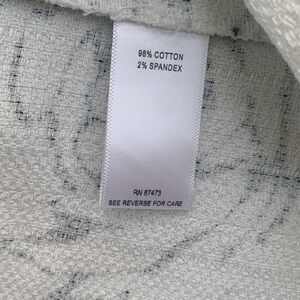 98% COTTON
2% SPANDEX
RN 87473
SEE REVERSE FOR CARE